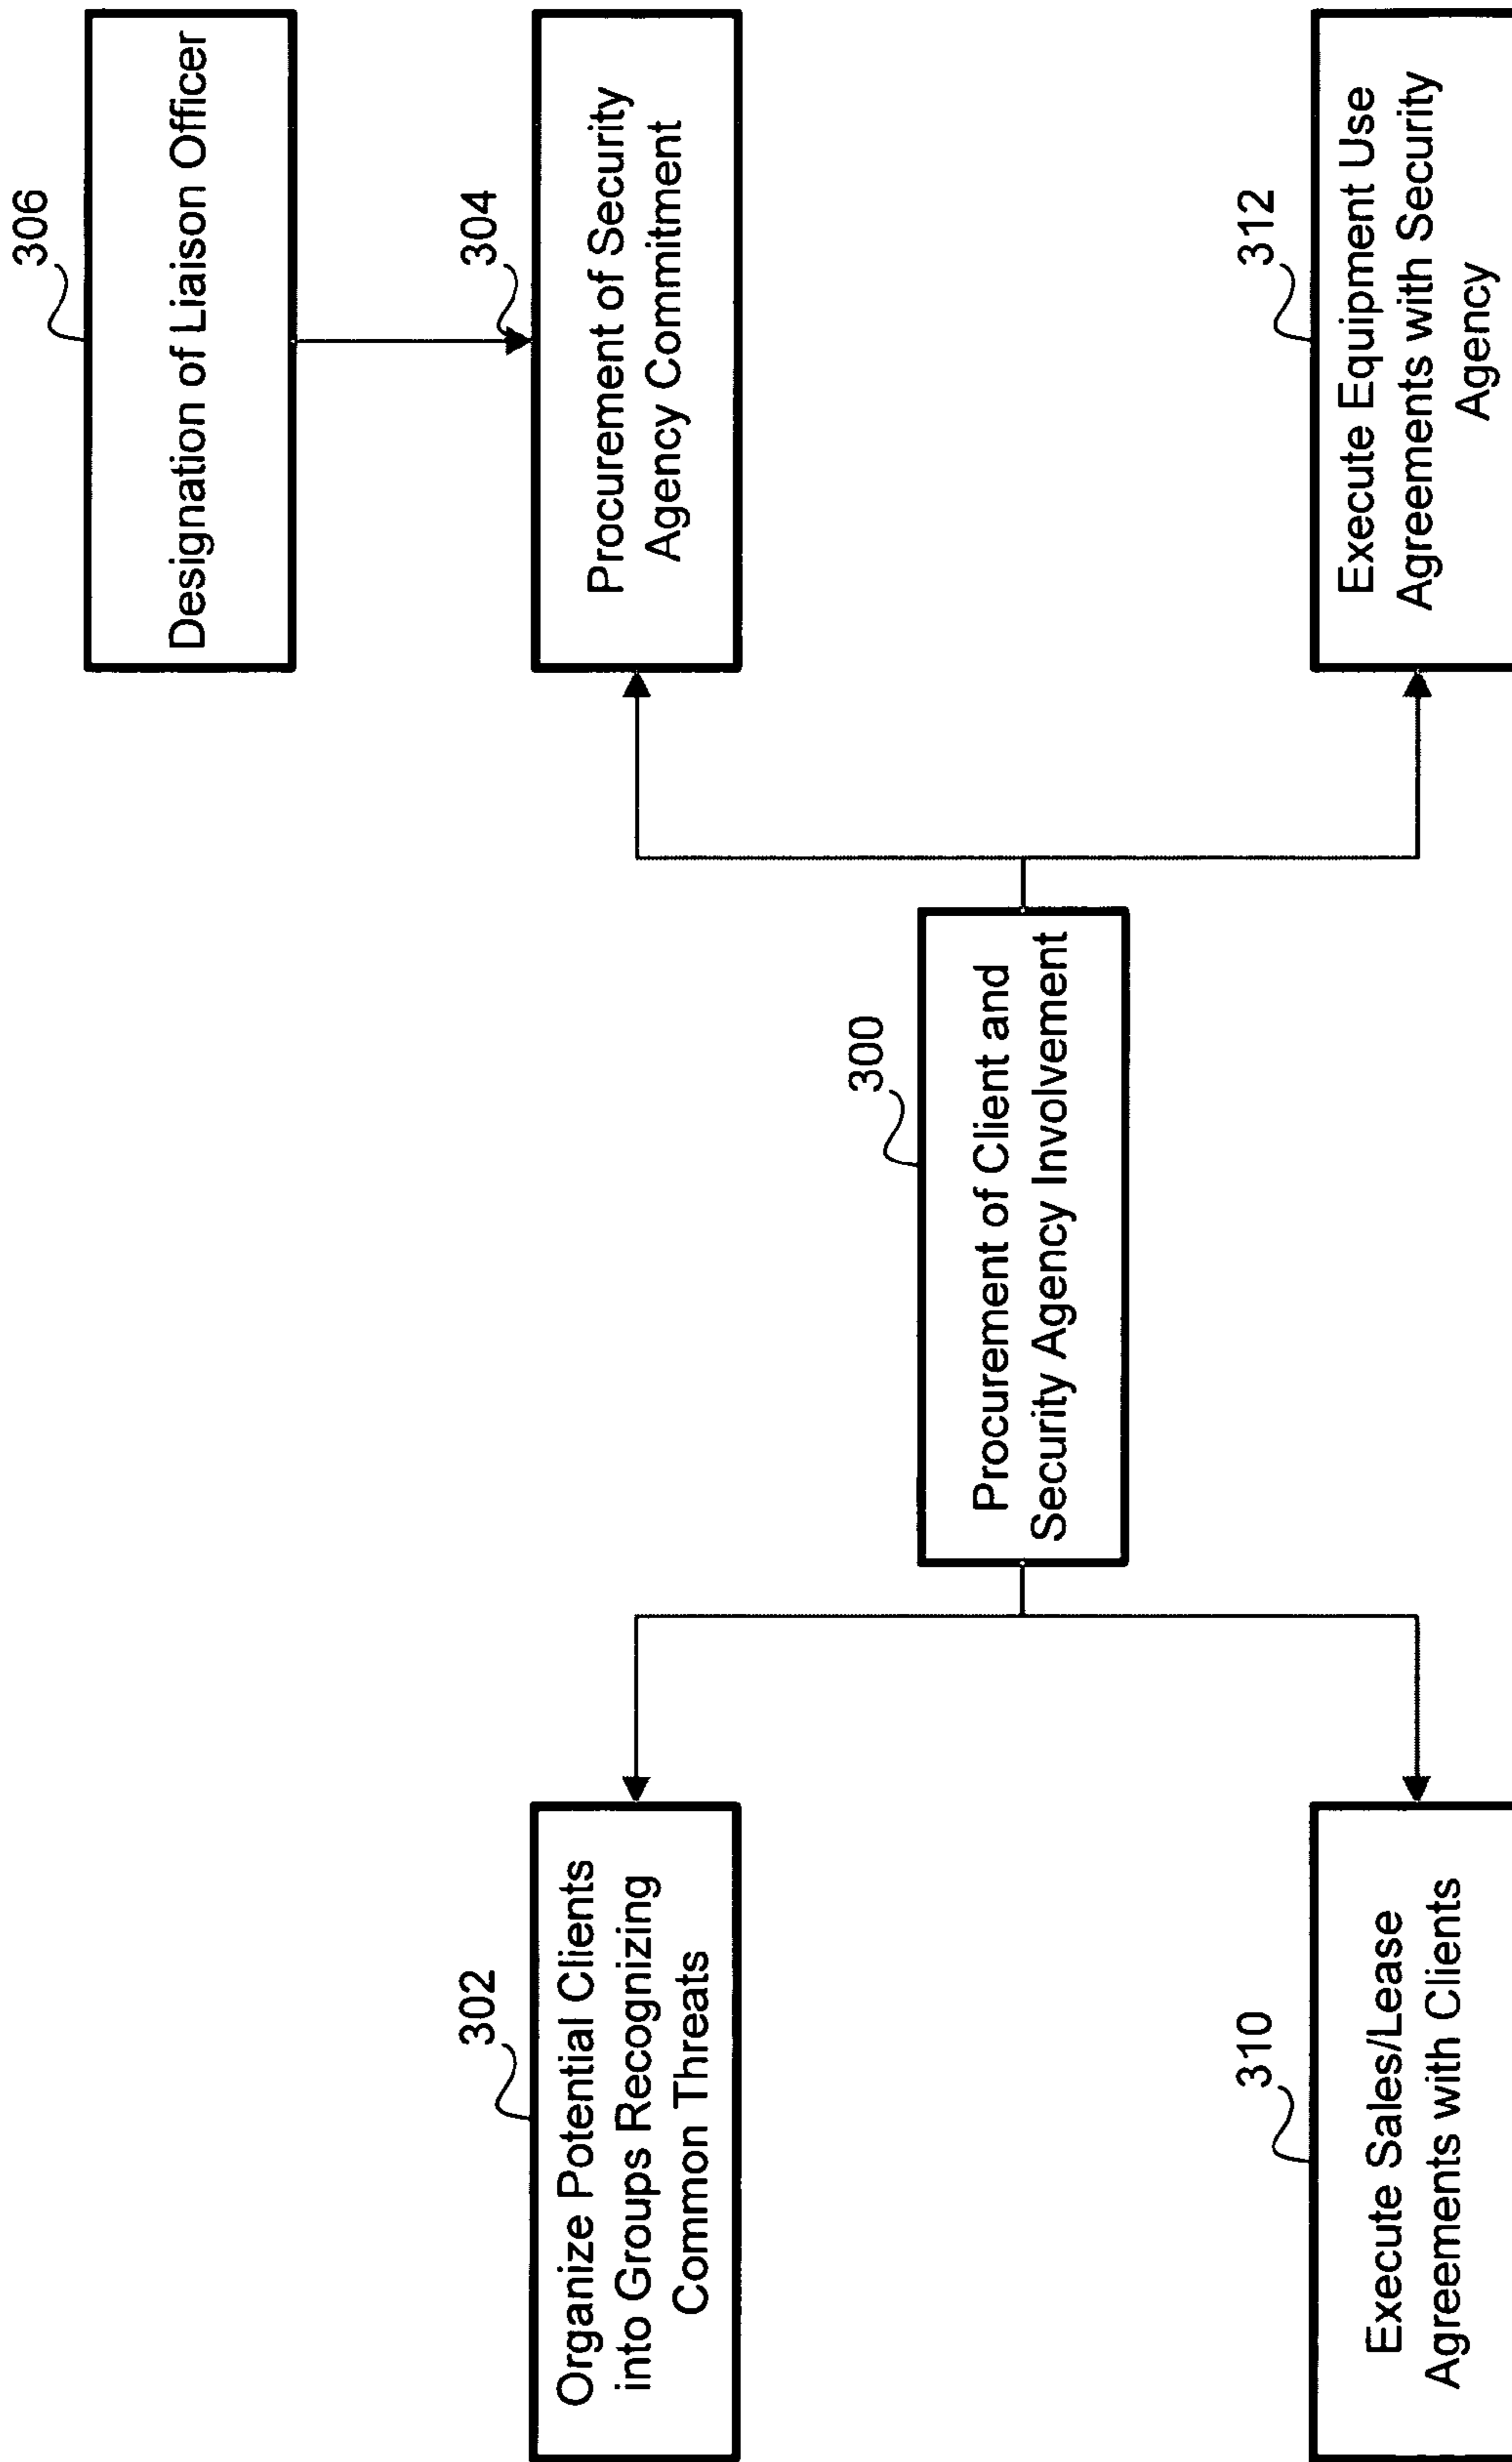 306
Designation of Liaison Officer
302
Organize Potential Clients
into Groups Recognizing
Common Threats
304
Procurement of Security
Agency Commitment
300
Procurement of Client and
Security Agency Involvement
310
Execute Sales/Lease
Agreements with Clients
312
Execute Equipment Use
Agreements with Security
Agency